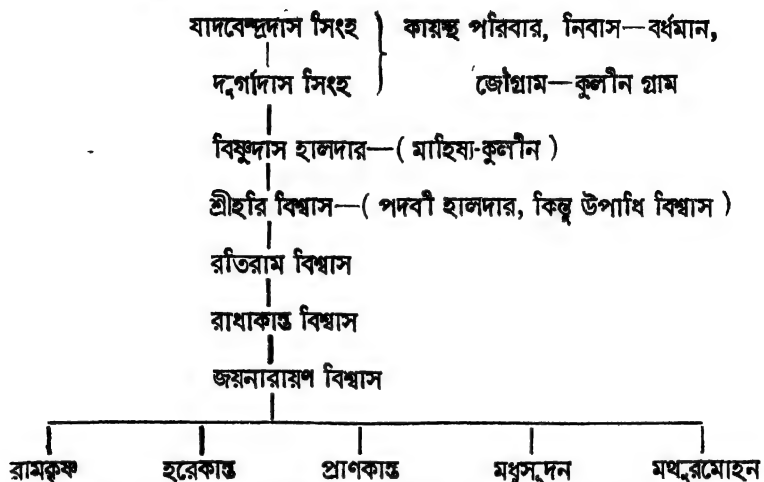 যাদবেন্দ্রদাস সিংহ } কায়স্থ পরিবার, নিবাস—বর্ধমান,
দুর্গাদাস সিংহ জৌগ্রাম—কুলীন গ্রাম
বিষ্ণুদাস হালদার—( মাহিষ্য-কুলীন )
শ্রীহরি বিশ্বাস—( পদবী হালদার, কিন্তু উপাধি বিশ্বাস )
রতিরাম বিশ্বাস
রাধাকান্ত বিশ্বাস
জয়নারায়ণ বিশ্বাস
রামকৃষ্ণ হরেকান্ত প্রাণকান্ত মধুসূদন মথুরমোহন